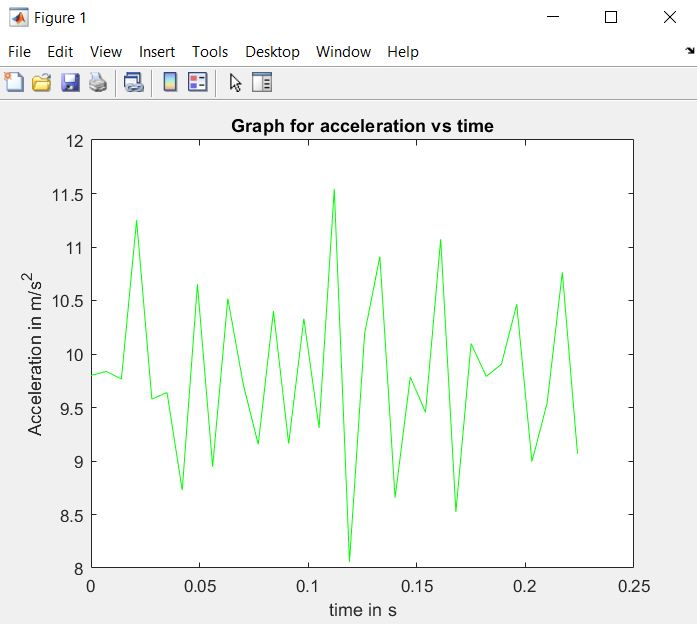 Figure 1
File Edit View Insert Tools Desktop Window Help
Graph for acceleration vs time
12
11.5
11
10.5
10
9.5
9
8.5
8
Acceleration in m/s²
0 0.05 0.1 0.15 0.2 0.25
time in s